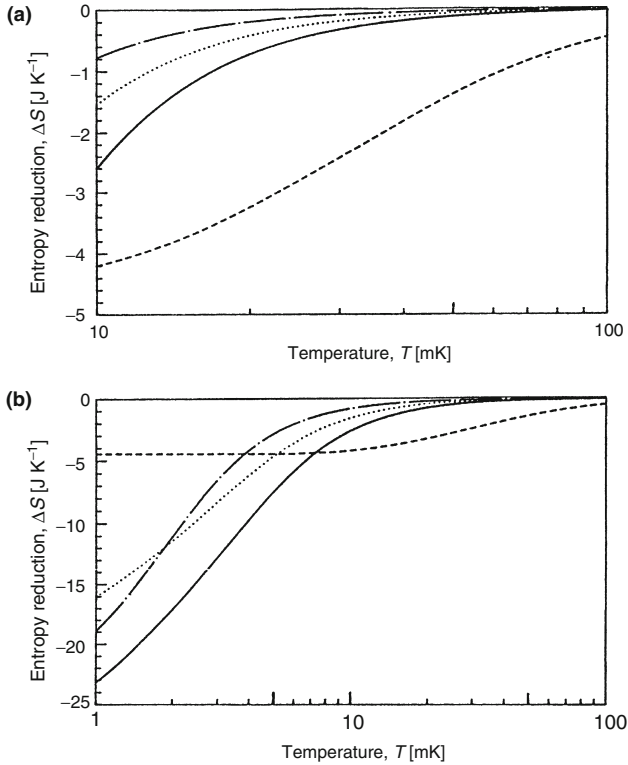 (a)
0
−1
−2
−3
−4
−5
Entropy reduction, ΔS [J K⁻¹]
10
100
Temperature, T [mK]
(b)
0
−5
−10
−15
−20
−25
Entropy reduction, ΔS [J K⁻¹]
1
10
100
Temperature, T [mK]